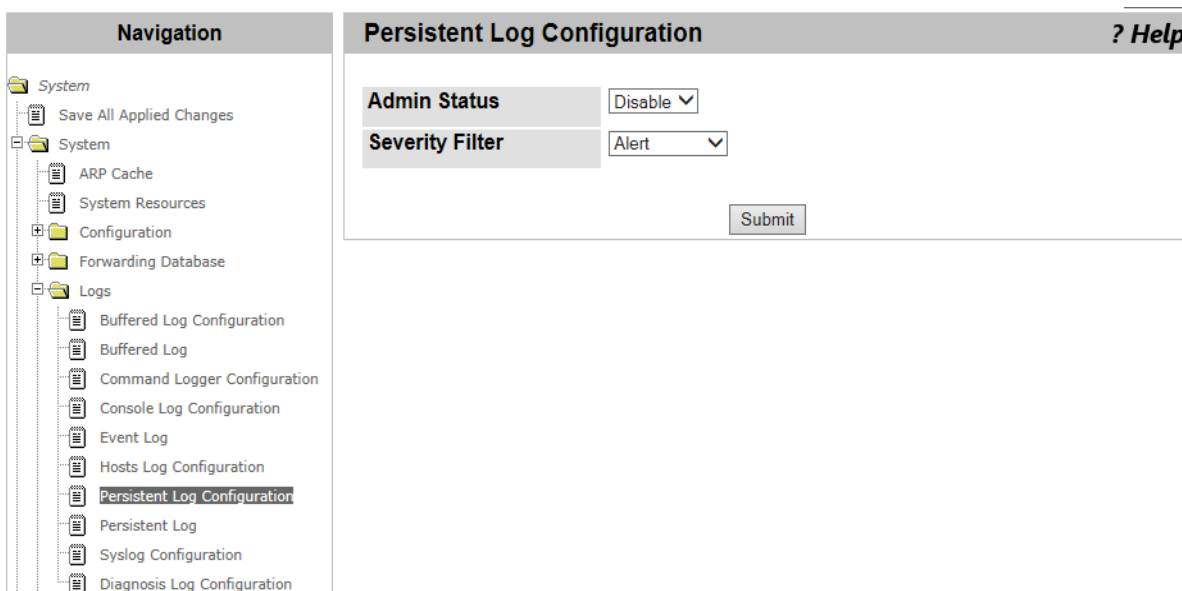 Navigation
System
Save All Applied Changes
System
ARP Cache
System Resources
Configuration
Forwarding Database
Logs
Buffered Log Configuration
Buffered Log
Command Logger Configuration
Console Log Configuration
Event Log
Hosts Log Configuration
Persistent Log Configuration
Persistent Log
Syslog Configuration
Diagnosis Log Configuration
Persistent Log Configuration
? Help
Admin Status
Disable
Severity Filter
Alert
Submit